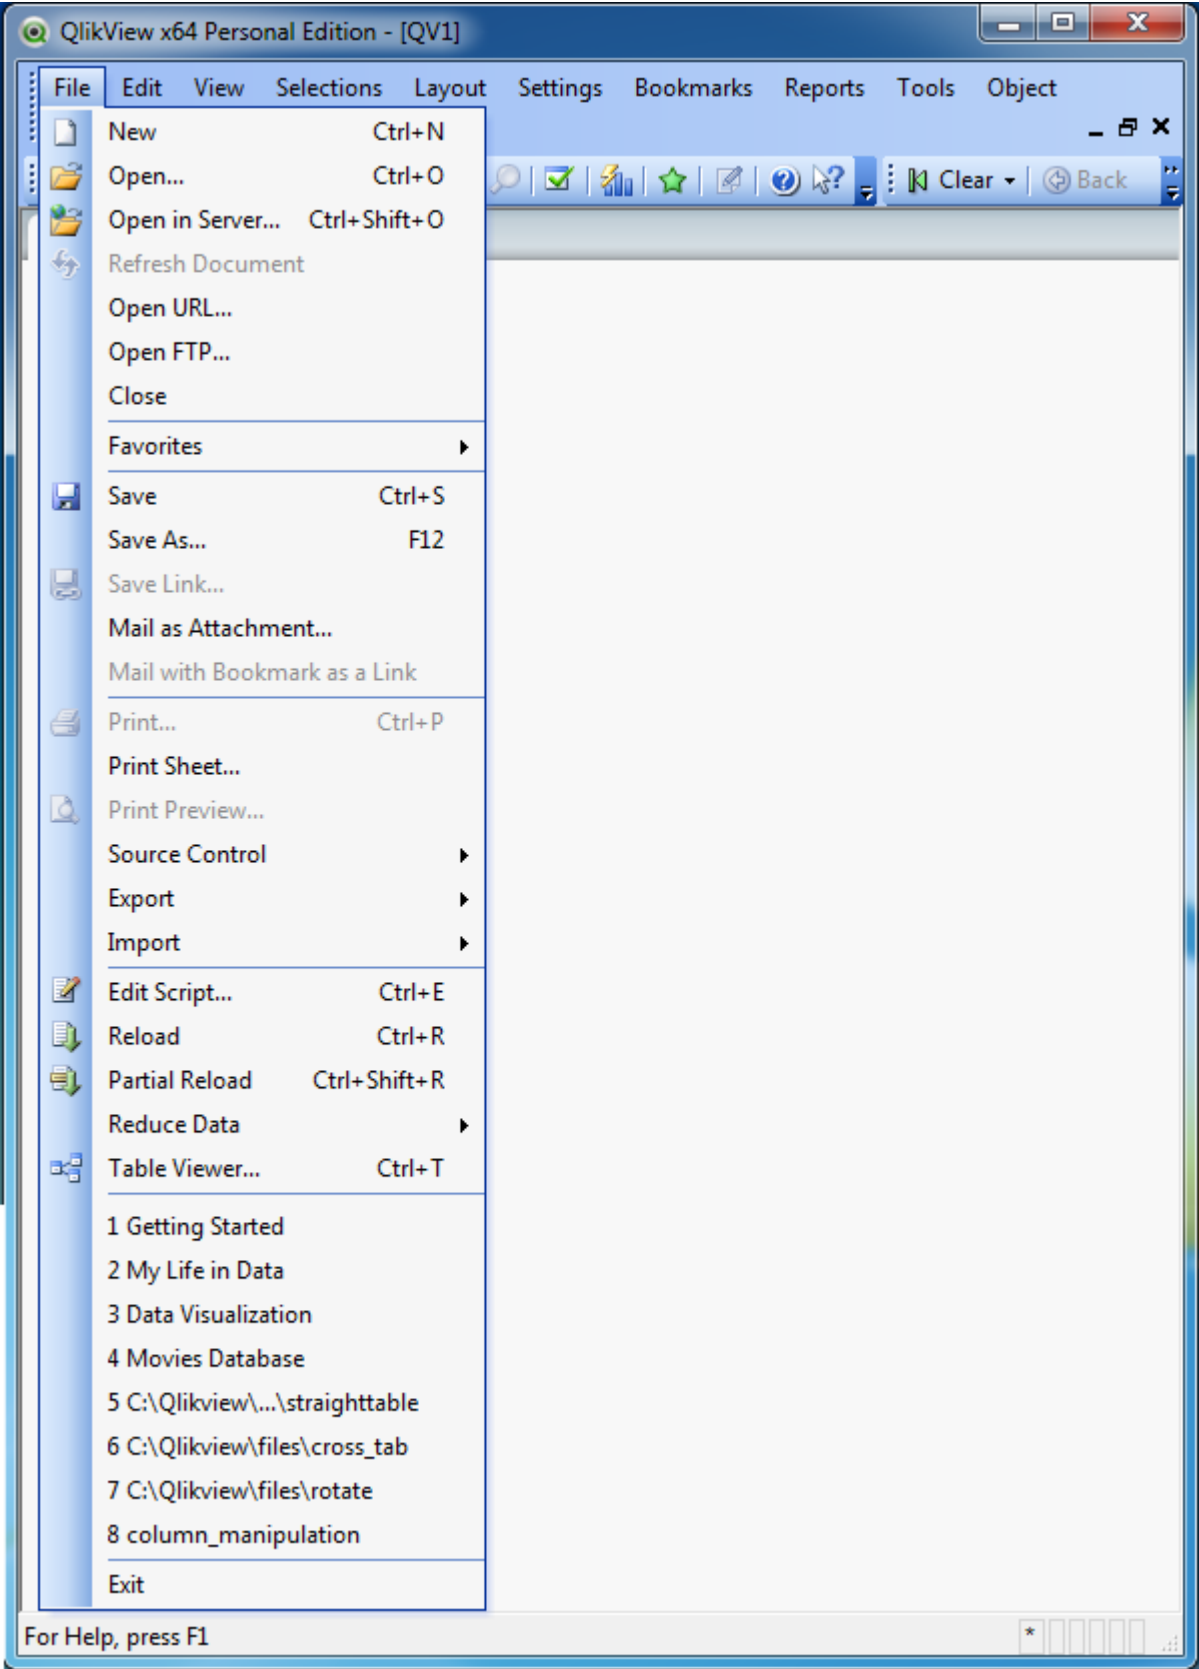 QlikView x64 Personal Edition - [QV1]
File Edit View Selections Layout Settings Bookmarks Reports Tools Object
New Ctrl+N
Open... Ctrl+O
Clear Back
Open in Server... Ctrl+Shift+O
Refresh Document
Open URL...
Open FTP...
Close
Favorites
Save Ctrl+S
Save As... F12
Save Link...
Mail as Attachment...
Mail with Bookmark as a Link
Print... Ctrl+P
Print Sheet...
Print Preview...
Source Control
Export
Import
Edit Script... Ctrl+E
Reload Ctrl+R
Partial Reload Ctrl+Shift+R
Reduce Data
Table Viewer... Ctrl+T
1 Getting Started
2 My Life in Data
3 Data Visualization
4 Movies Database
5 C:\Qlikview\...\straighttable
6 C:\Qlikview\files\cross_tab
7 C:\Qlikview\files\rotate
8 column_manipulation
Exit
For Help, press F1 *